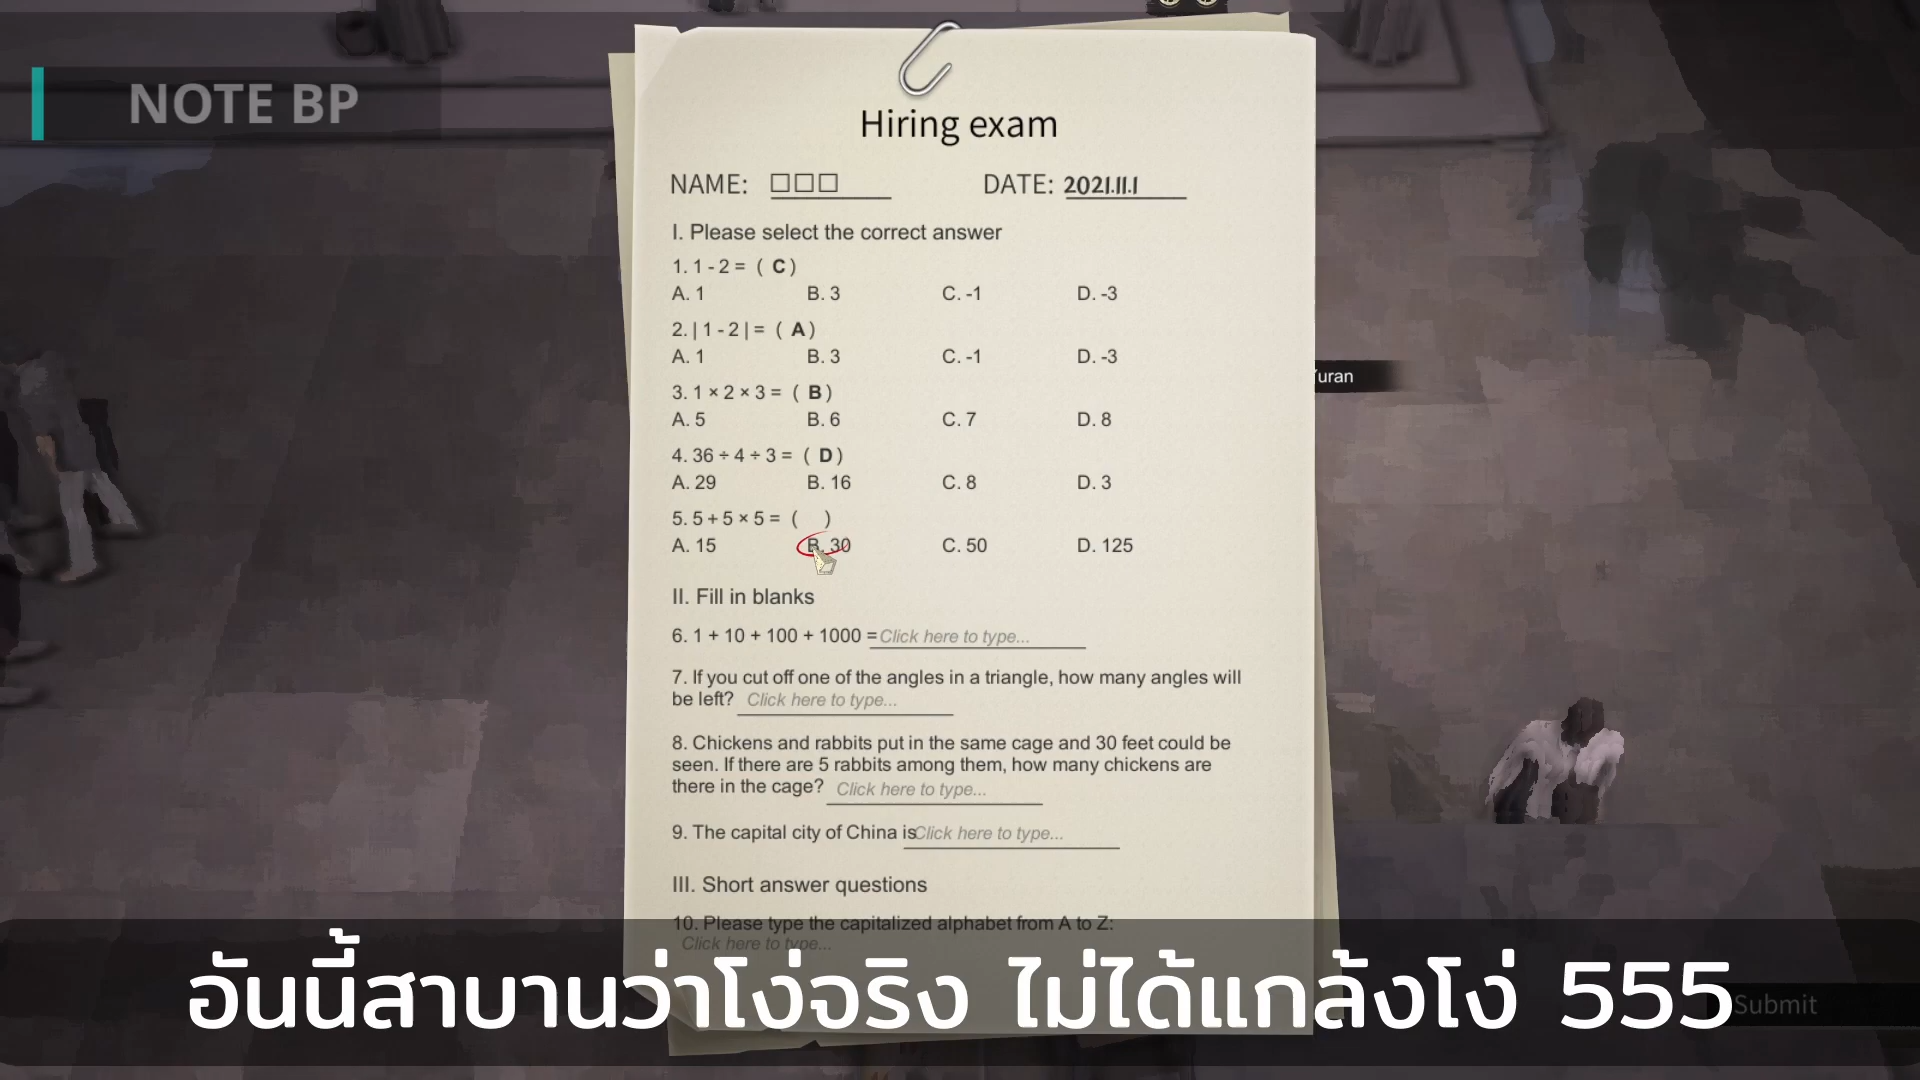 NOTE BP
Hiring exam
NAME: □□□ DATE: 2021.11.1
I. Please select the correct answer
1. 1 - 2 = ( C )
A. 1 B. 3 C. -1 D. -3
2. | 1 - 2 | = ( A )
A. 1 B. 3 C. -1 D. -3
3. 1 × 2 × 3 = ( B )
A. 5 B. 6 C. 7 D. 8
uran
4. 36 ÷ 4 ÷ 3 = ( D )
A. 29 B. 16 C. 8 D. 3
5. 5 + 5 × 5 = ( )
A. 15 B. 30 C. 50 D. 125
II. Fill in blanks
6. 1 + 10 + 100 + 1000 = Click here to type...
7. If you cut off one of the angles in a triangle, how many angles will
be left? Click here to type...
8. Chickens and rabbits put in the same cage and 30 feet could be
seen. If there are 5 rabbits among them, how many chickens are
there in the cage? Click here to type...
9. The capital city of China is Click here to type...
III. Short answer questions
10. Please type the capitalized alphabet from A to Z:
Click here to type...
อันนี้สาบานว่าโง่จริง ไม่ได้แกล้งโง่ 555
Submit